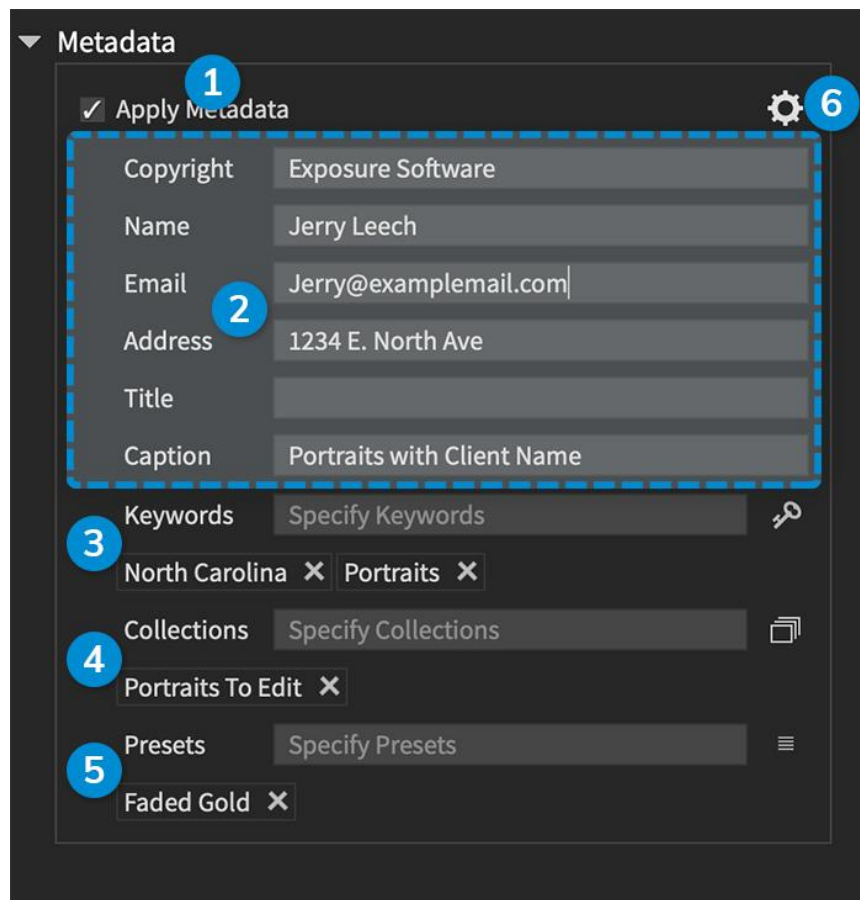 Metadata
1
Apply Metadata
6
Copyright Exposure Software
Name Jerry Leech
Email Jerry@examplemail.com
2
Address 1234 E. North Ave
Title
Caption Portraits with Client Name
Keywords Specify Keywords
3
North Carolina Portraits
Collections Specify Collections
4
Portraits To Edit
Presets Specify Presets
5
Faded Gold